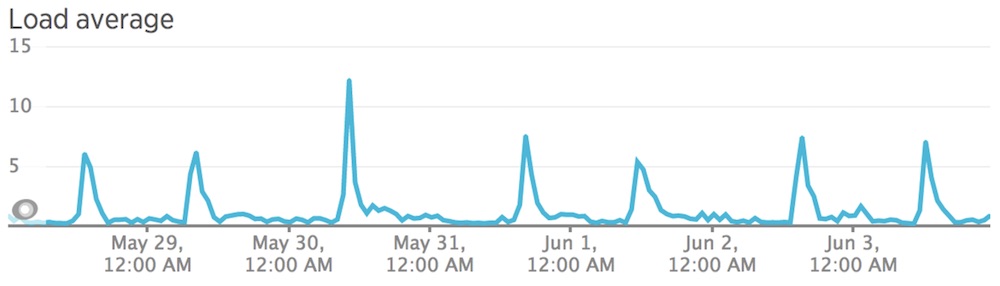 Load average
15
10
5
May 29, May 30, May 31, Jun 1, Jun 2, Jun 3,
12:00 AM 12:00 AM 12:00 AM 12:00 AM 12:00 AM 12:00 AM